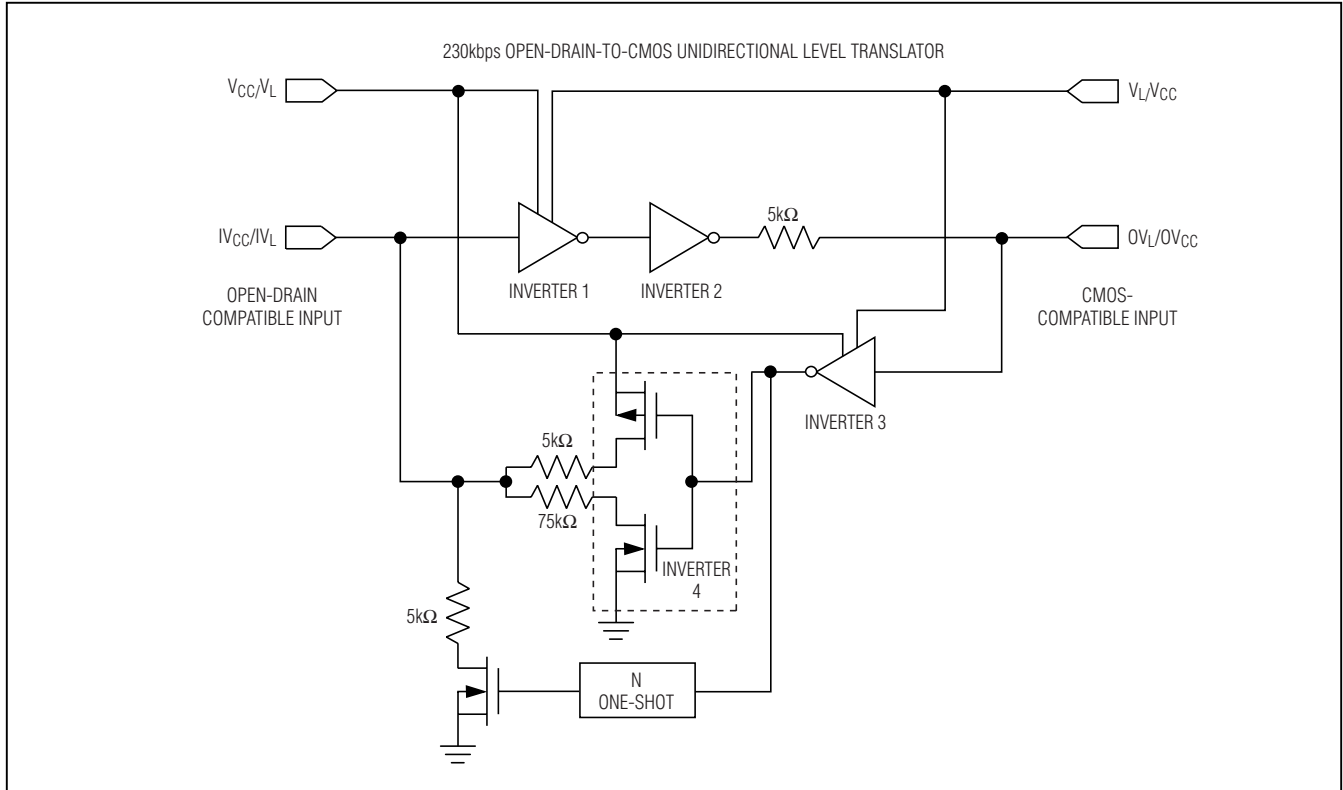 230kbps OPEN-DRAIN-TO-CMOS UNIDIRECTIONAL LEVEL TRANSLATOR
VCC/VL
VL/VCC
5kΩ
IVCC/IVL
OVL/OVCC
INVERTER 1
INVERTER 2
OPEN-DRAIN
COMPATIBLE INPUT
CMOS-
COMPATIBLE INPUT
INVERTER 3
5kΩ
75kΩ
INVERTER
4
5kΩ
N
ONE-SHOT